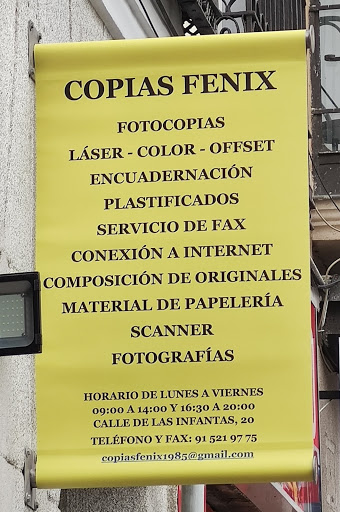 COPIAS FENIX
FOTOCOPIAS
LÁSER - COLOR - OFFSET
ENCUADERNACIÓN
PLASTIFICADOS
SERVICIO DE FAX
CONEXIÓN A INTERNET
COMPOSICIÓN DE ORIGINALES
MATERIAL DE PAPELERÍA
SCANNER
FOTOGRAFÍAS
HORARIO DE LUNES A VIERNES
09:00 A 14:00 Y 16:30 A 20:00
CALLE DE LAS INFANTAS, 20
TELÉFONO Y FAX: 91 521 97 75
copiasfenix1985@gmail.com